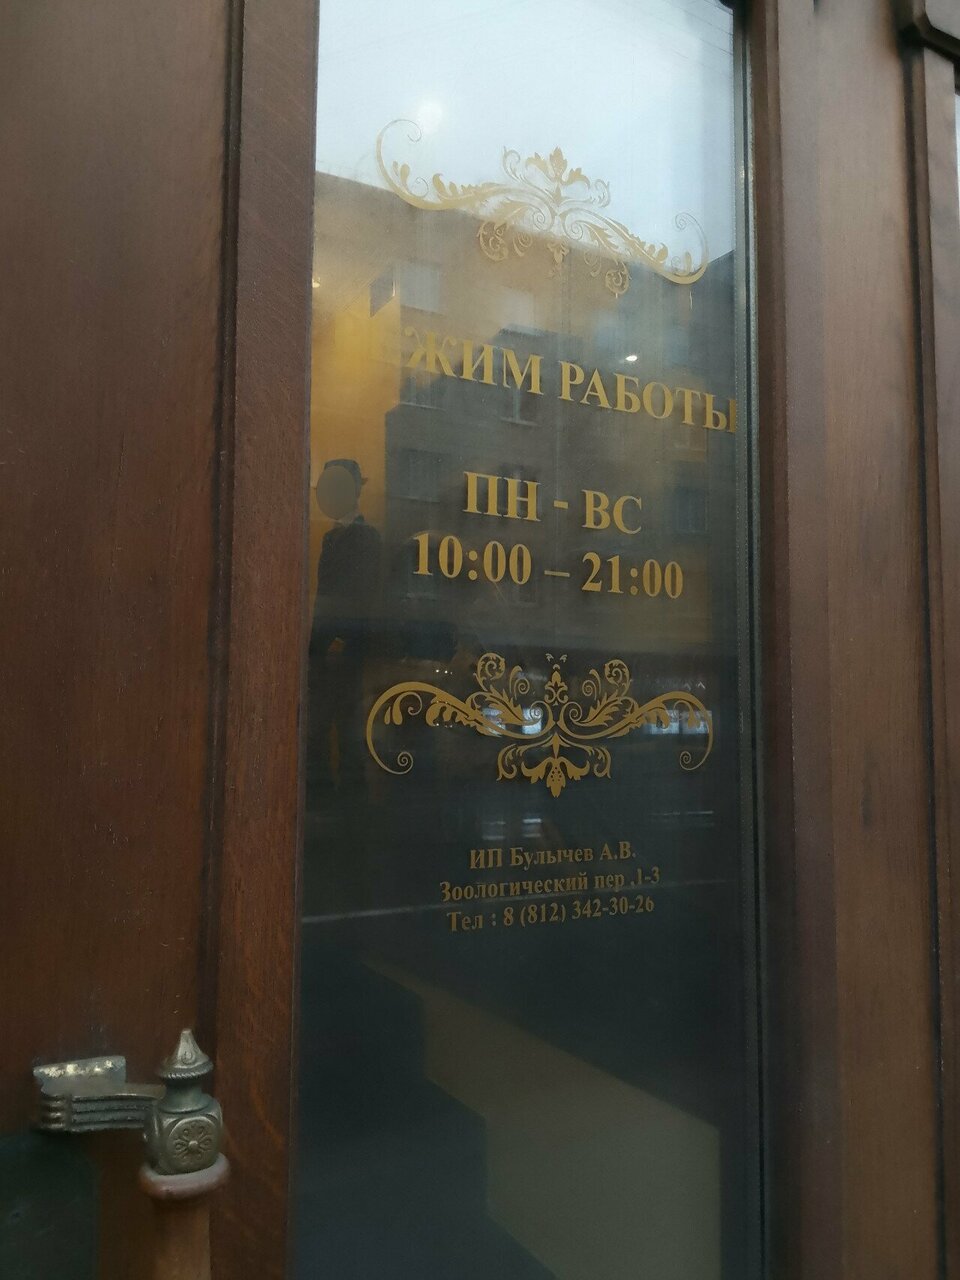 ЖИМ РАБОТЫ
ПН - ВС
10:00 – 21:00
ИП Булычев А.В.
Зоологический пер .1-3
Тел : 8 (812) 342-30-26